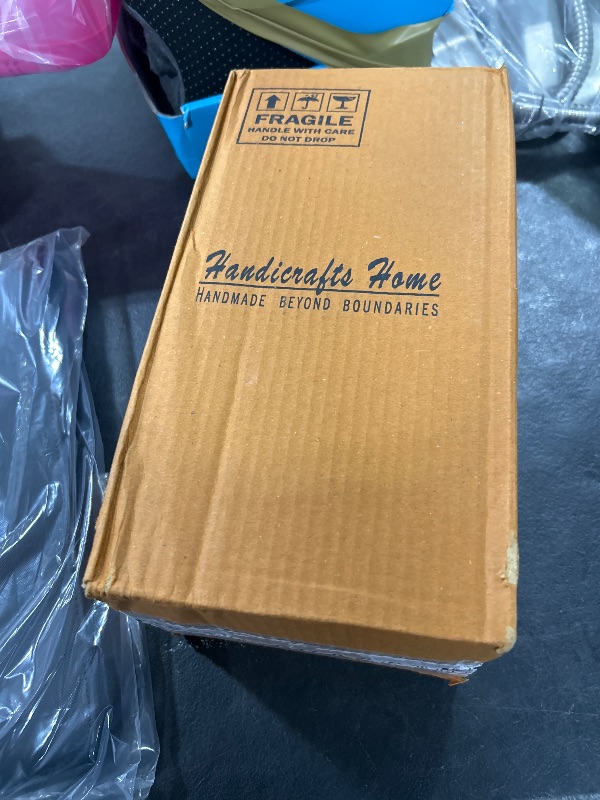 FRAGILE
HANDLE WITH CARE
DO NOT DROP
Handicrafts Home
HANDMADE BEYOND BOUNDARIES